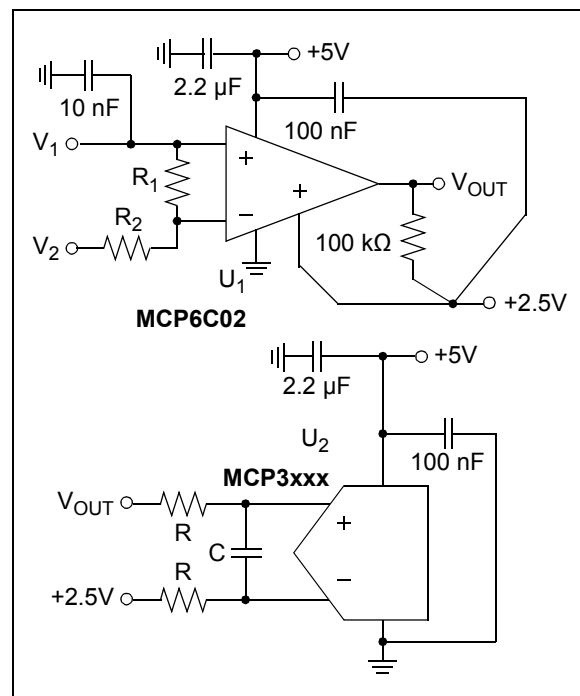 +5V
2.2 µF
10 nF
100 nF
V1
+
R1
+
VOUT
−
R2
V2
100 kΩ
U1
+2.5V
MCP6C02
+5V
2.2 µF
U2
100 nF
MCP3xxx
VOUT
+
R
C
−
+2.5V
R